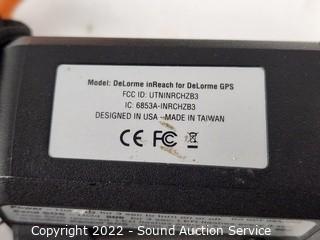 Model: DeLorme inReach for DeLorme GPS
FCC ID: UTNINRCHZB3
IC: 6853A-INRCHZB3
DESIGNED IN USA – MADE IN TAIWAN
CE FC
Copyright 2022 - Sound Auction Service